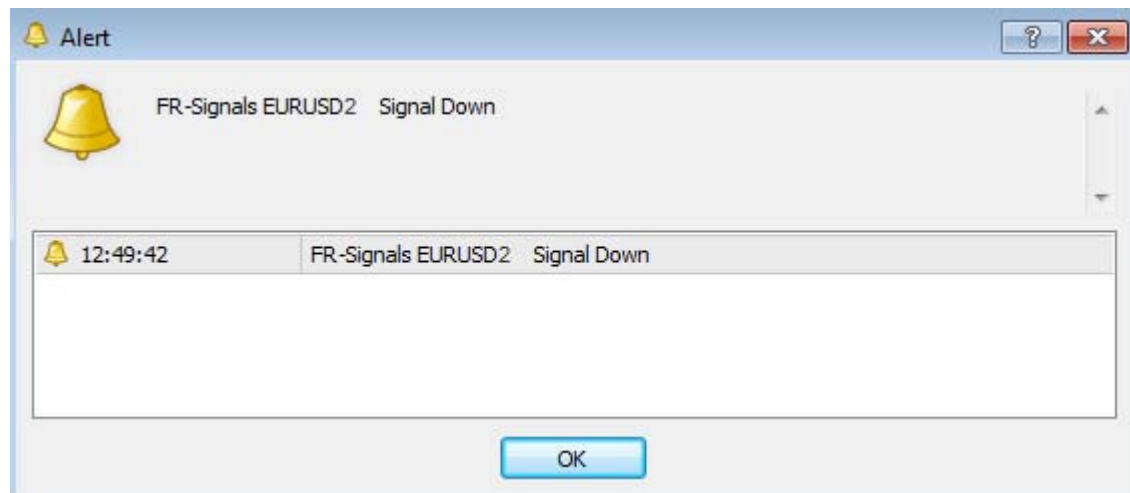 Alert
?
FR-Signals EURUSD2 Signal Down
12:49:42 FR-Signals EURUSD2 Signal Down
OK